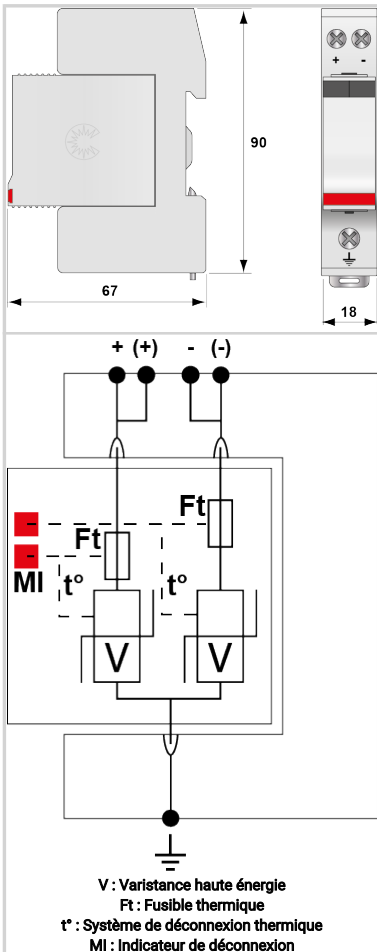 + -
90
67
18
+ (+) - (-)
Ft
Ft
MI
t°
t°
V
V
V : Varistance haute énergie
Ft : Fusible thermique
t° : Système de déconnexion thermique
MI : Indicateur de déconnexion